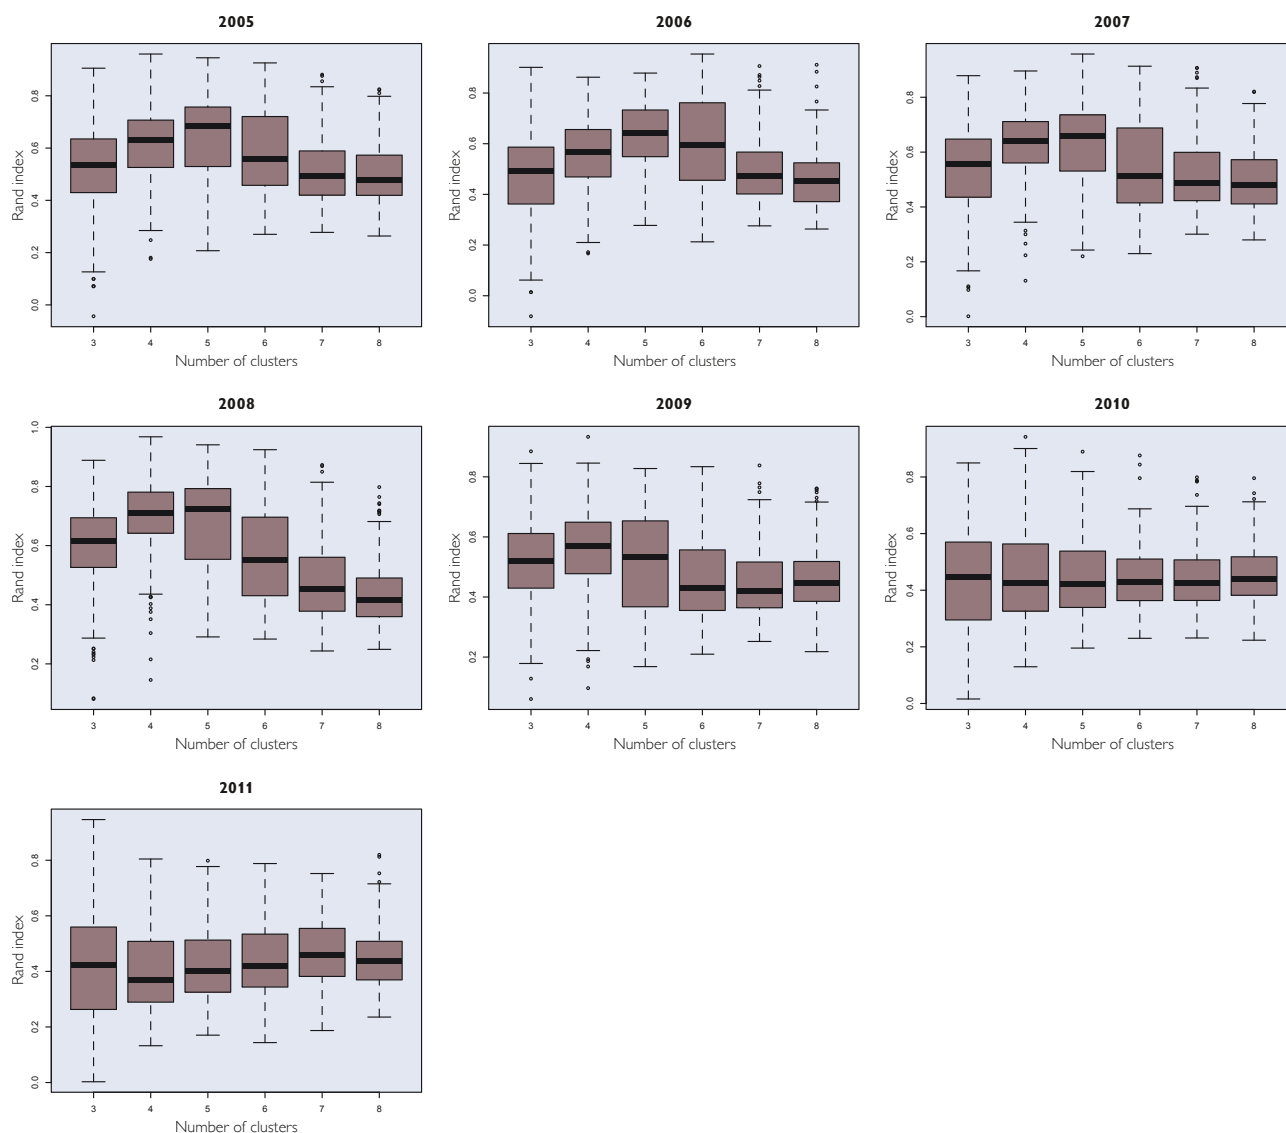 2005
Rand index
0.0 0.2 0.4 0.6 0.8
3 4 5 6 7 8
Number of clusters
2006
Rand index
0.0 0.2 0.4 0.6 0.8
3 4 5 6 7 8
Number of clusters
2007
Rand index
0.0 0.2 0.4 0.6 0.8
3 4 5 6 7 8
Number of clusters
2008
Rand index
0.2 0.4 0.6 0.8 1.0
3 4 5 6 7 8
Number of clusters
2009
Rand index
0.2 0.4 0.6 0.8
3 4 5 6 7 8
Number of clusters
2010
Rand index
0.0 0.2 0.4 0.6 0.8
3 4 5 6 7 8
Number of clusters
2011
Rand index
0.0 0.2 0.4 0.6 0.8
3 4 5 6 7 8
Number of clusters